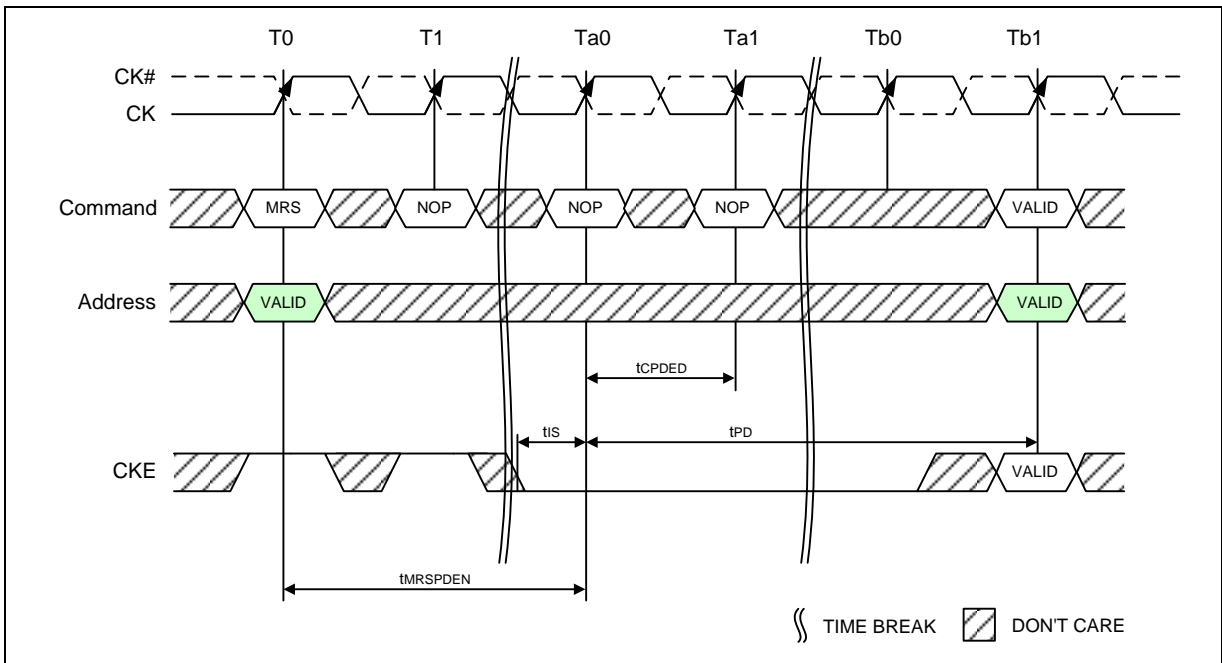 T0 T1 Ta0 Ta1 Tb0 Tb1
CK#
CK
Command MRS NOP NOP NOP VALID
Address VALID VALID
tCPDED
tIS tPD
CKE VALID
tMRSPDEN
TIME BREAK DON'T CARE